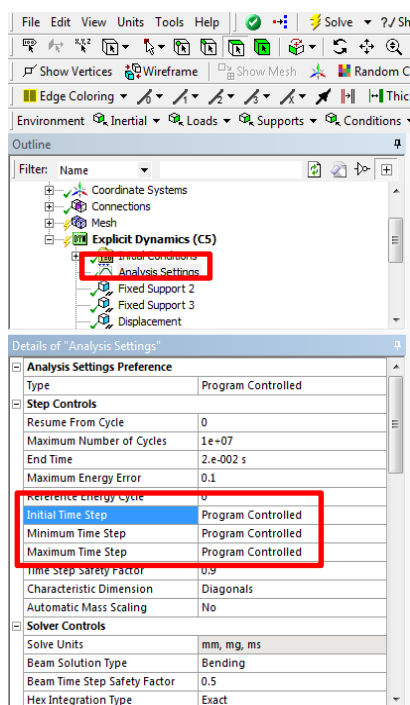 File Edit View Units Tools Help Solve ?/ Sh
Show Vertices Wireframe Show Mesh Random C
Edge Coloring Thic
Environment Inertial Loads Supports Conditions
Outline
Filter: Name
Coordinate Systems
Connections
Mesh
Explicit Dynamics (C5)
Initial Conditions
Analysis Settings
Fixed Support 2
Fixed Support 3
Displacement
Details of "Analysis Settings"
Analysis Settings Preference
Type Program Controlled
Step Controls
Resume From Cycle 0
Maximum Number of Cycles 1e+07
End Time 2.e-002 s
Maximum Energy Error 0.1
Reference Energy Cycle 0
Initial Time Step Program Controlled
Minimum Time Step Program Controlled
Maximum Time Step Program Controlled
Time Step Safety Factor 0.9
Characteristic Dimension Diagonals
Automatic Mass Scaling No
Solver Controls
Solve Units mm, mg, ms
Beam Solution Type Bending
Beam Time Step Safety Factor 0.5
Hex Integration Type Exact